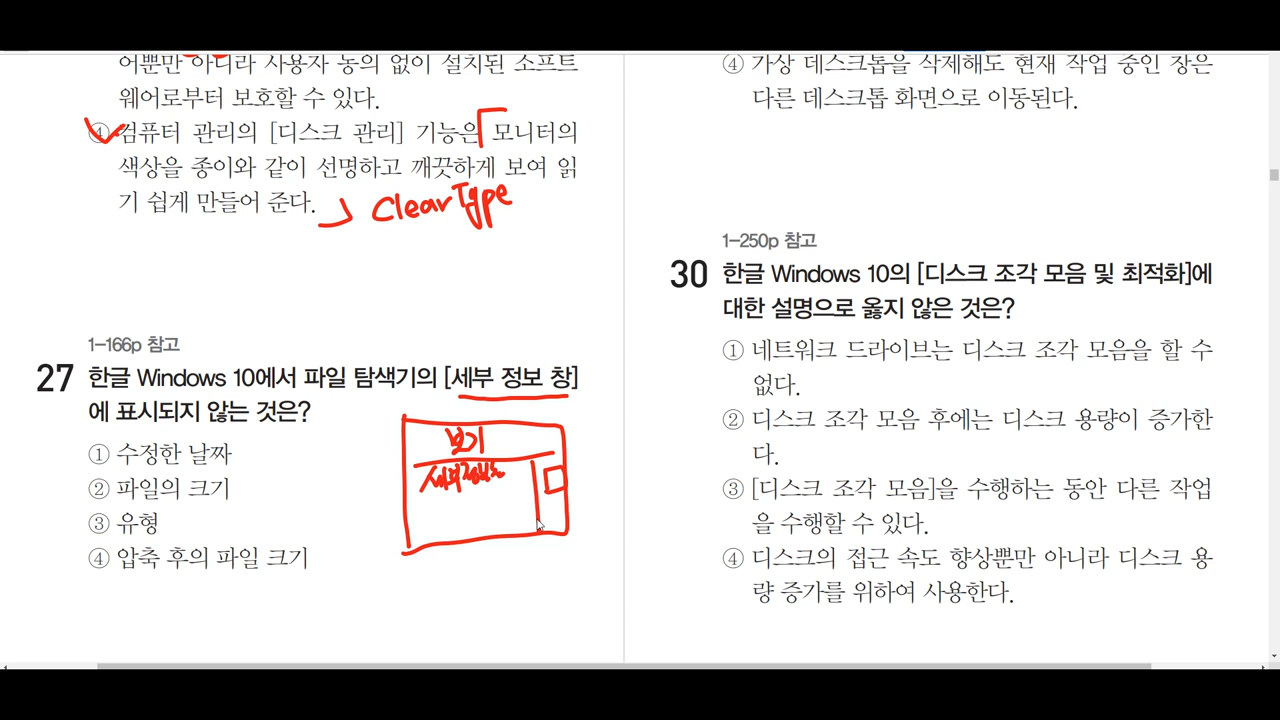 어뿐만 아니라 사용자 동의 없이 설치된 소프트
웨어로부터 보호할 수 있다.
④ 컴퓨터 관리의 [디스크 관리] 기능은 모니터의
색상을 종이와 같이 선명하고 깨끗하게 보여 읽
기 쉽게 만들어 준다.
ClearType
1-166p 참고
27 한글 Windows 10에서 파일 탐색기의 [세부 정보 창]
에 표시되지 않는 것은?
① 수정한 날짜
② 파일의 크기
③ 유형
④ 압축 후의 파일 크기
보기
세부정보
④ 가상 데스크톱을 삭제해도 현재 작업 중인 창은
다른 데스크톱 화면으로 이동된다.
1-250p 참고
30 한글 Windows 10의 [디스크 조각 모음 및 최적화]에
대한 설명으로 옳지 않은 것은?
① 네트워크 드라이브는 디스크 조각 모음을 할 수
없다.
② 디스크 조각 모음 후에는 디스크 용량이 증가한
다.
③ [디스크 조각 모음]을 수행하는 동안 다른 작업
을 수행할 수 있다.
④ 디스크의 접근 속도 향상뿐만 아니라 디스크 용
량 증가를 위하여 사용한다.